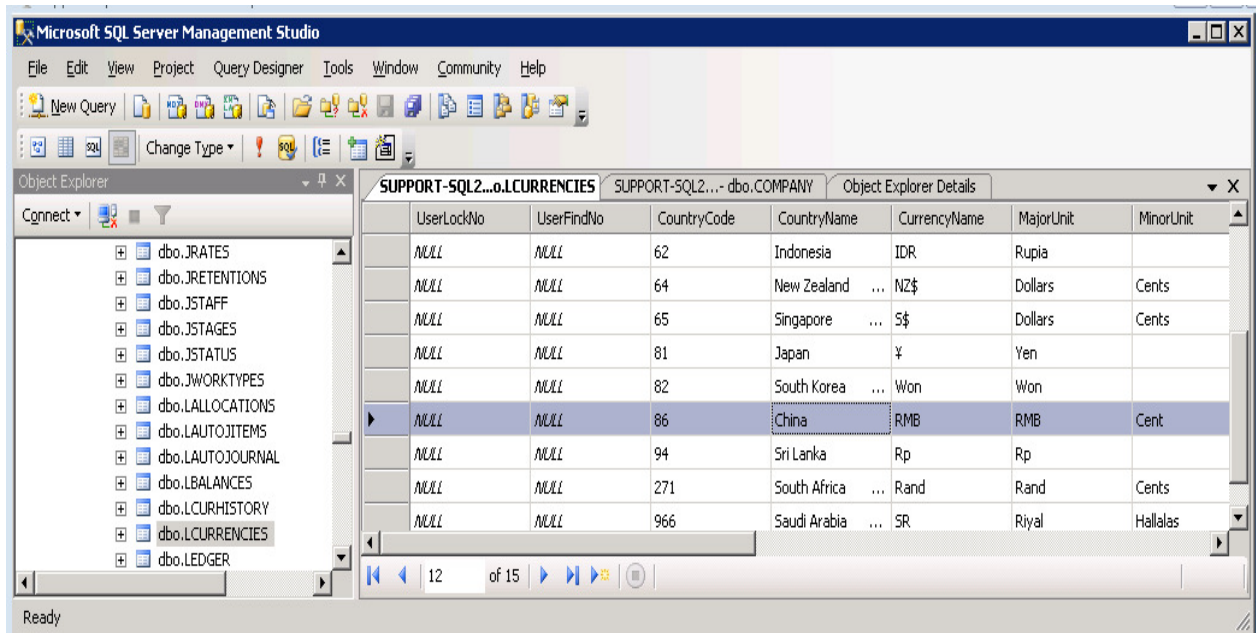 Microsoft SQL Server Management Studio
File Edit View Project Query Designer Tools Window Community Help
New Query
Change Type
Object Explorer
Connect
dbo.JRATES
dbo.JRETENTIONS
dbo.JSTAFF
dbo.JSTAGES
dbo.JSTATUS
dbo.JWORKTYPES
dbo.LALLOCATIONS
dbo.LAUTOJITEMS
dbo.LAUTOJOURNAL
dbo.LBALANCES
dbo.LCURHISTORY
dbo.LCURRENCIES
dbo.LEDGER
SUPPORT-SQL2...o.LCURRENCIES SUPPORT-SQL2...- dbo.COMPANY Object Explorer Details
UserLockNo UserFindNo CountryCode CountryName CurrencyName MajorUnit MinorUnit
NULL NULL 62 Indonesia IDR Rupia
NULL NULL 64 New Zealand ... NZ$ Dollars Cents
NULL NULL 65 Singapore ... S$ Dollars Cents
NULL NULL 81 Japan ¥ Yen
NULL NULL 82 South Korea ... Won Won
NULL NULL 86 China RMB RMB Cent
NULL NULL 94 Sri Lanka Rp Rp
NULL NULL 271 South Africa ... Rand Rand Cents
NULL NULL 966 Saudi Arabia ... SR Riyal Hallalas
12 of 15
Ready